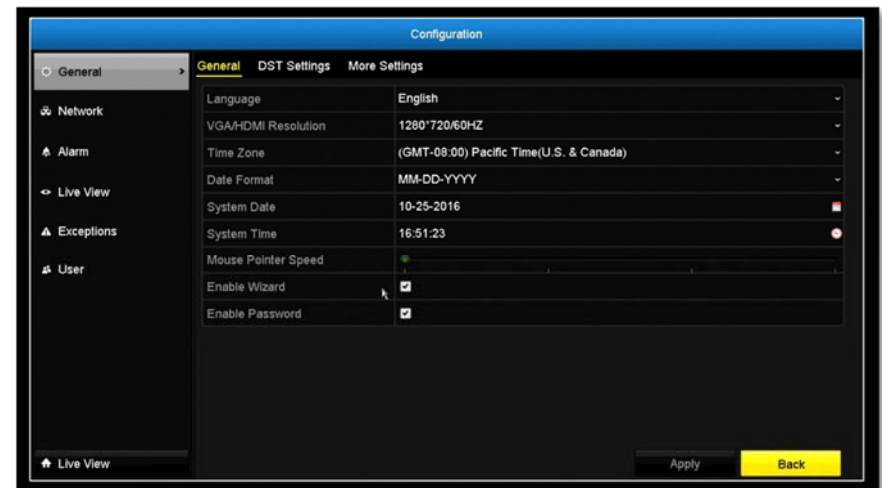 Configuration
General
Network
Alarm
Live View
Exceptions
User
Live View
General DST Settings More Settings
Language English
VGA/HDMI Resolution 1280*720/60HZ
Time Zone (GMT-08:00) Pacific Time(U.S. & Canada)
Date Format MM-DD-YYYY
System Date 10-25-2016
System Time 16:51:23
Mouse Pointer Speed
Enable Wizard
Enable Password
Apply Back